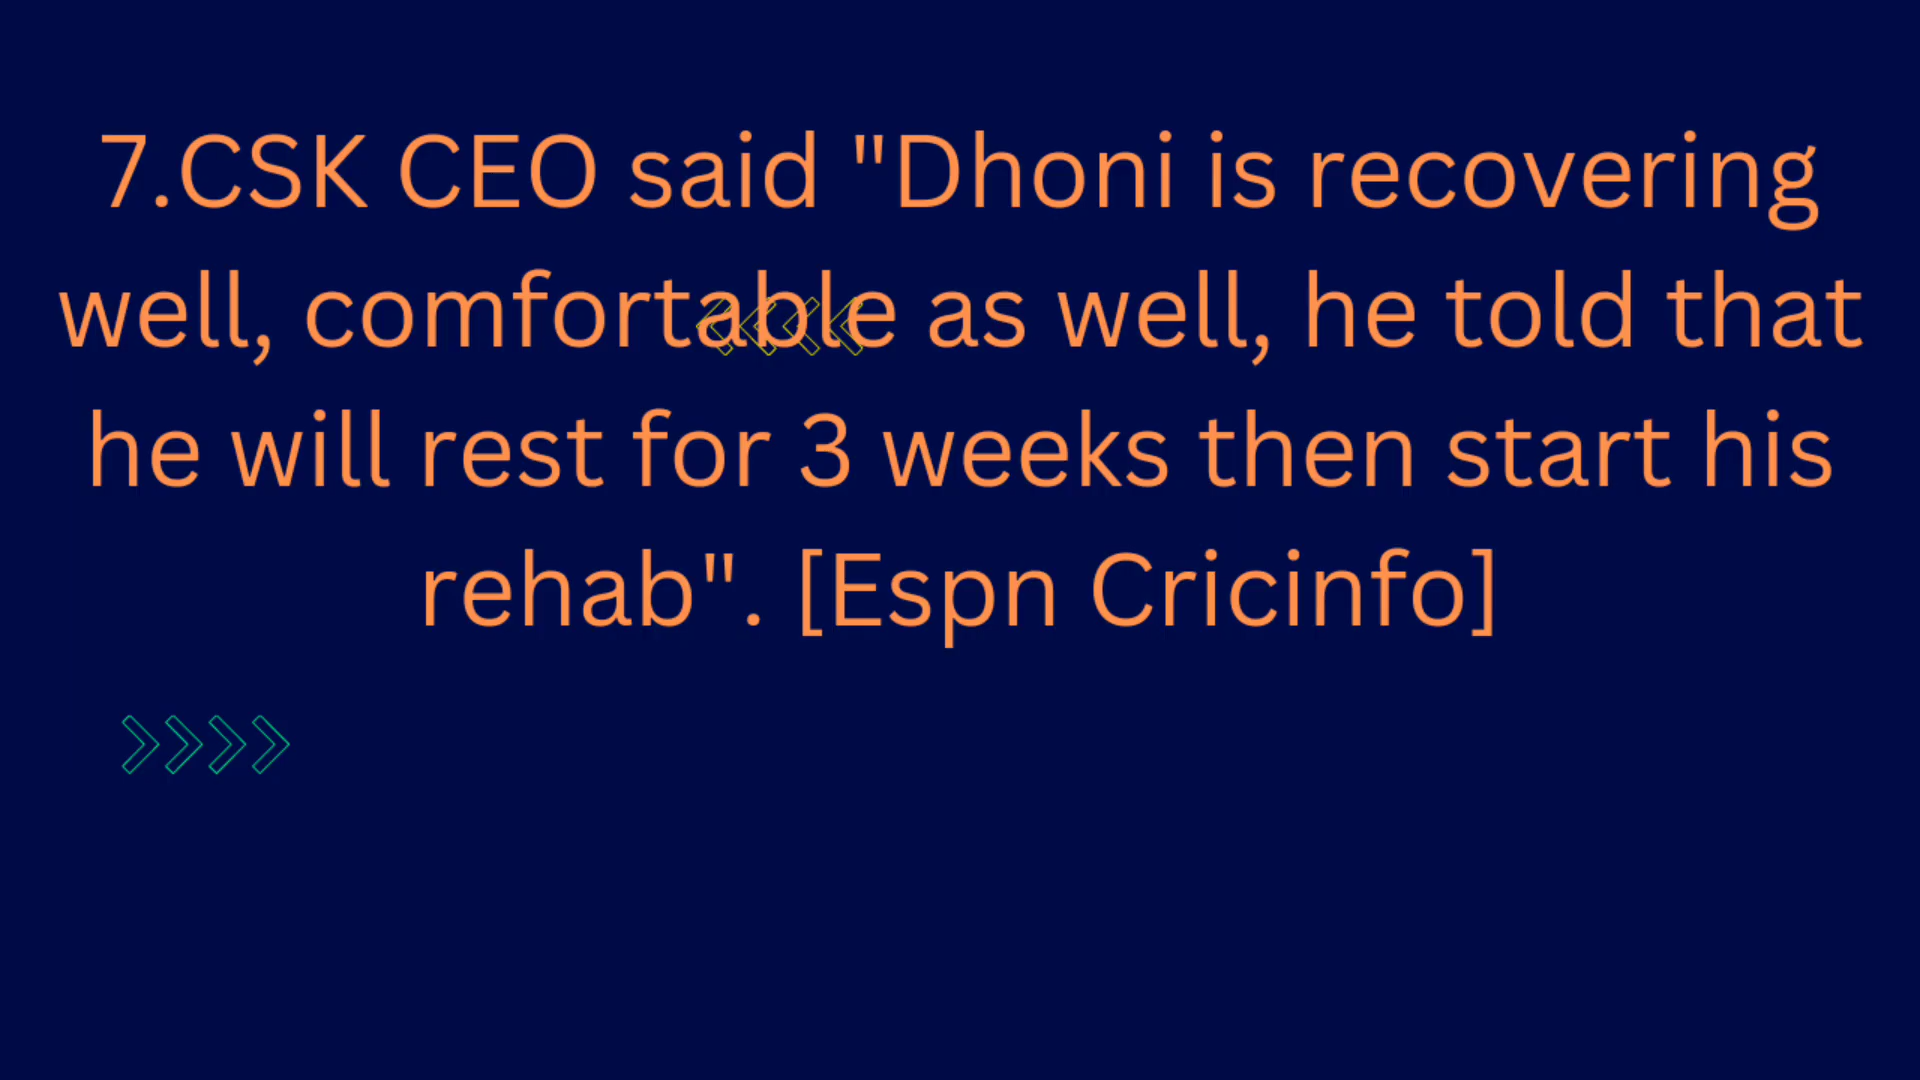 7.CSK CEO said "Dhoni is recovering
well, comfortable as well, he told that
he will rest for 3 weeks then start his
rehab". [Espn Cricinfo]